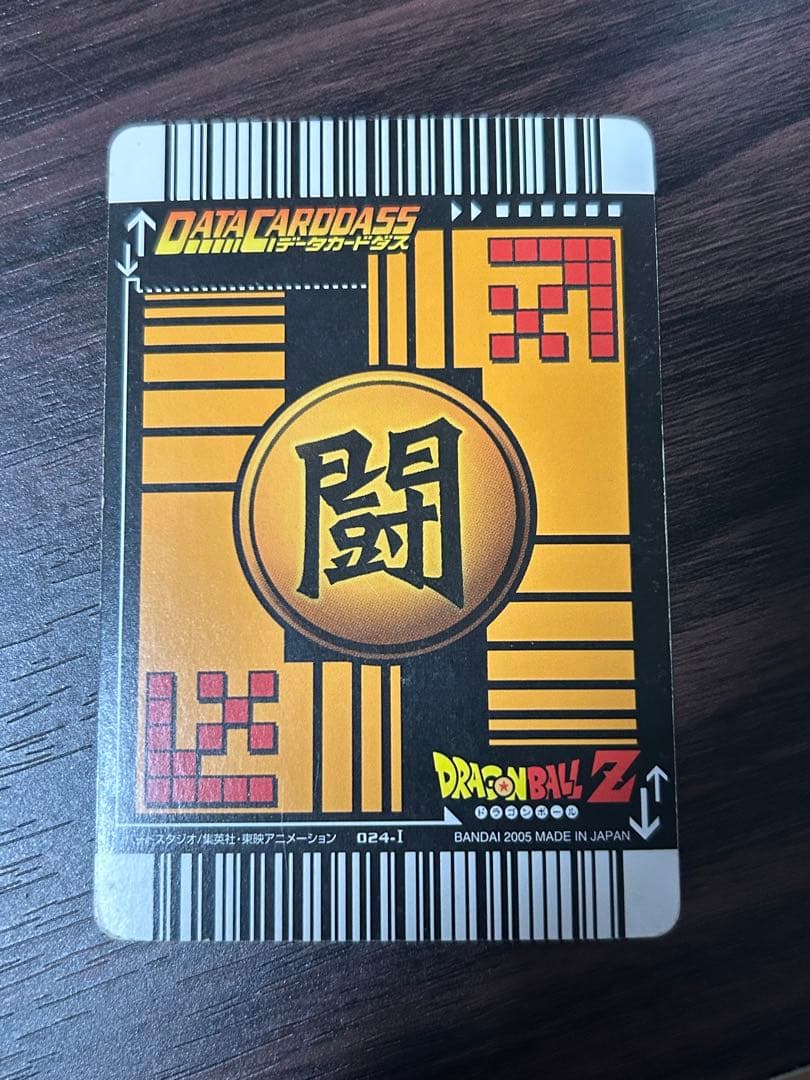 DATA CARDDASS
データカードダス
闘
DRAGONBALL Z
ドラゴンボール
スタジオ/集英社・東映アニメーション 024-I BANDAI 2005 MADE IN JAPAN